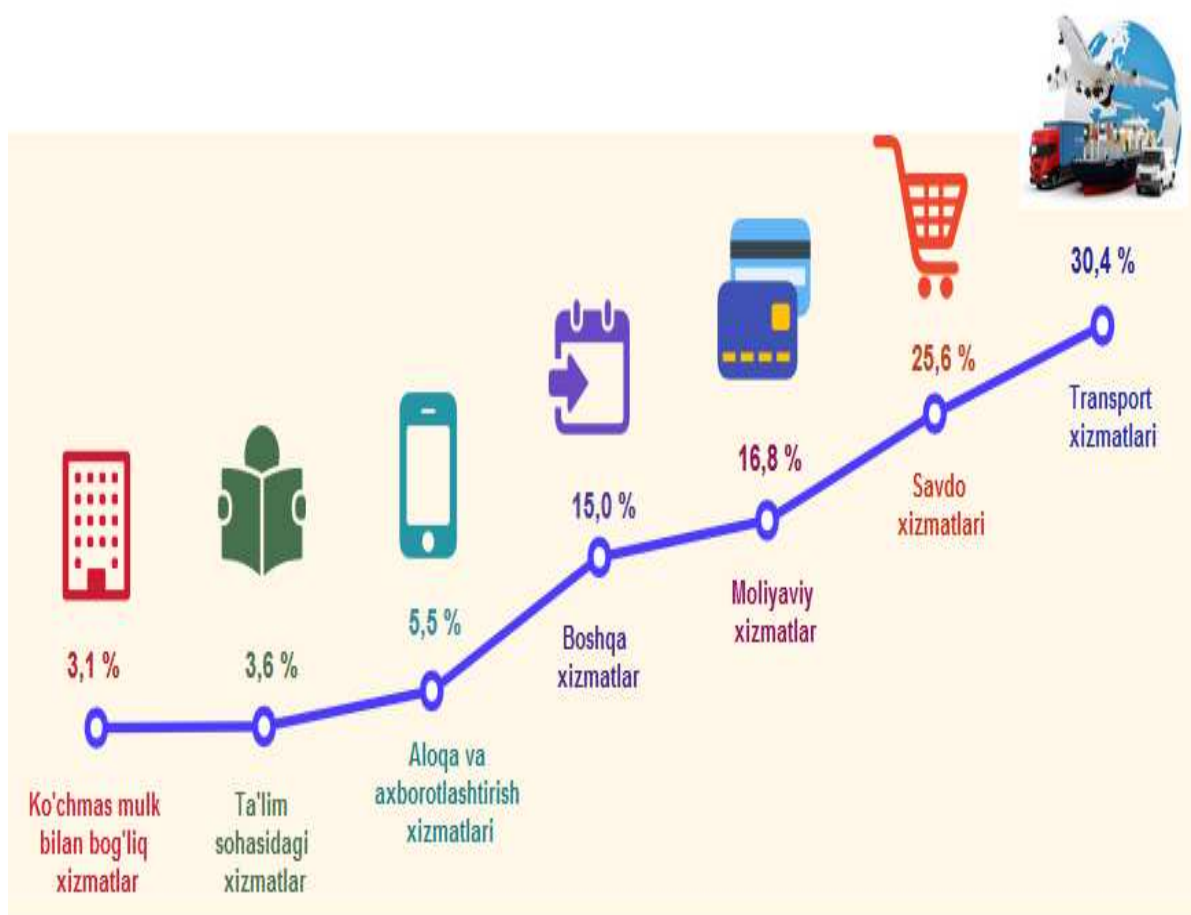 3,1 %
Ko'chmas mulk
bilan bog'liq
xizmatlar
3,6 %
Ta'lim
sohasidagi
xizmatlar
5,5 %
Aloqa va
axborotlashtirish
xizmatlari
15,0 %
Boshqa
xizmatlar
16,8 %
Moliyaviy
xizmatlar
25,6 %
Savdo
xizmatlari
30,4 %
Transport
xizmatlari